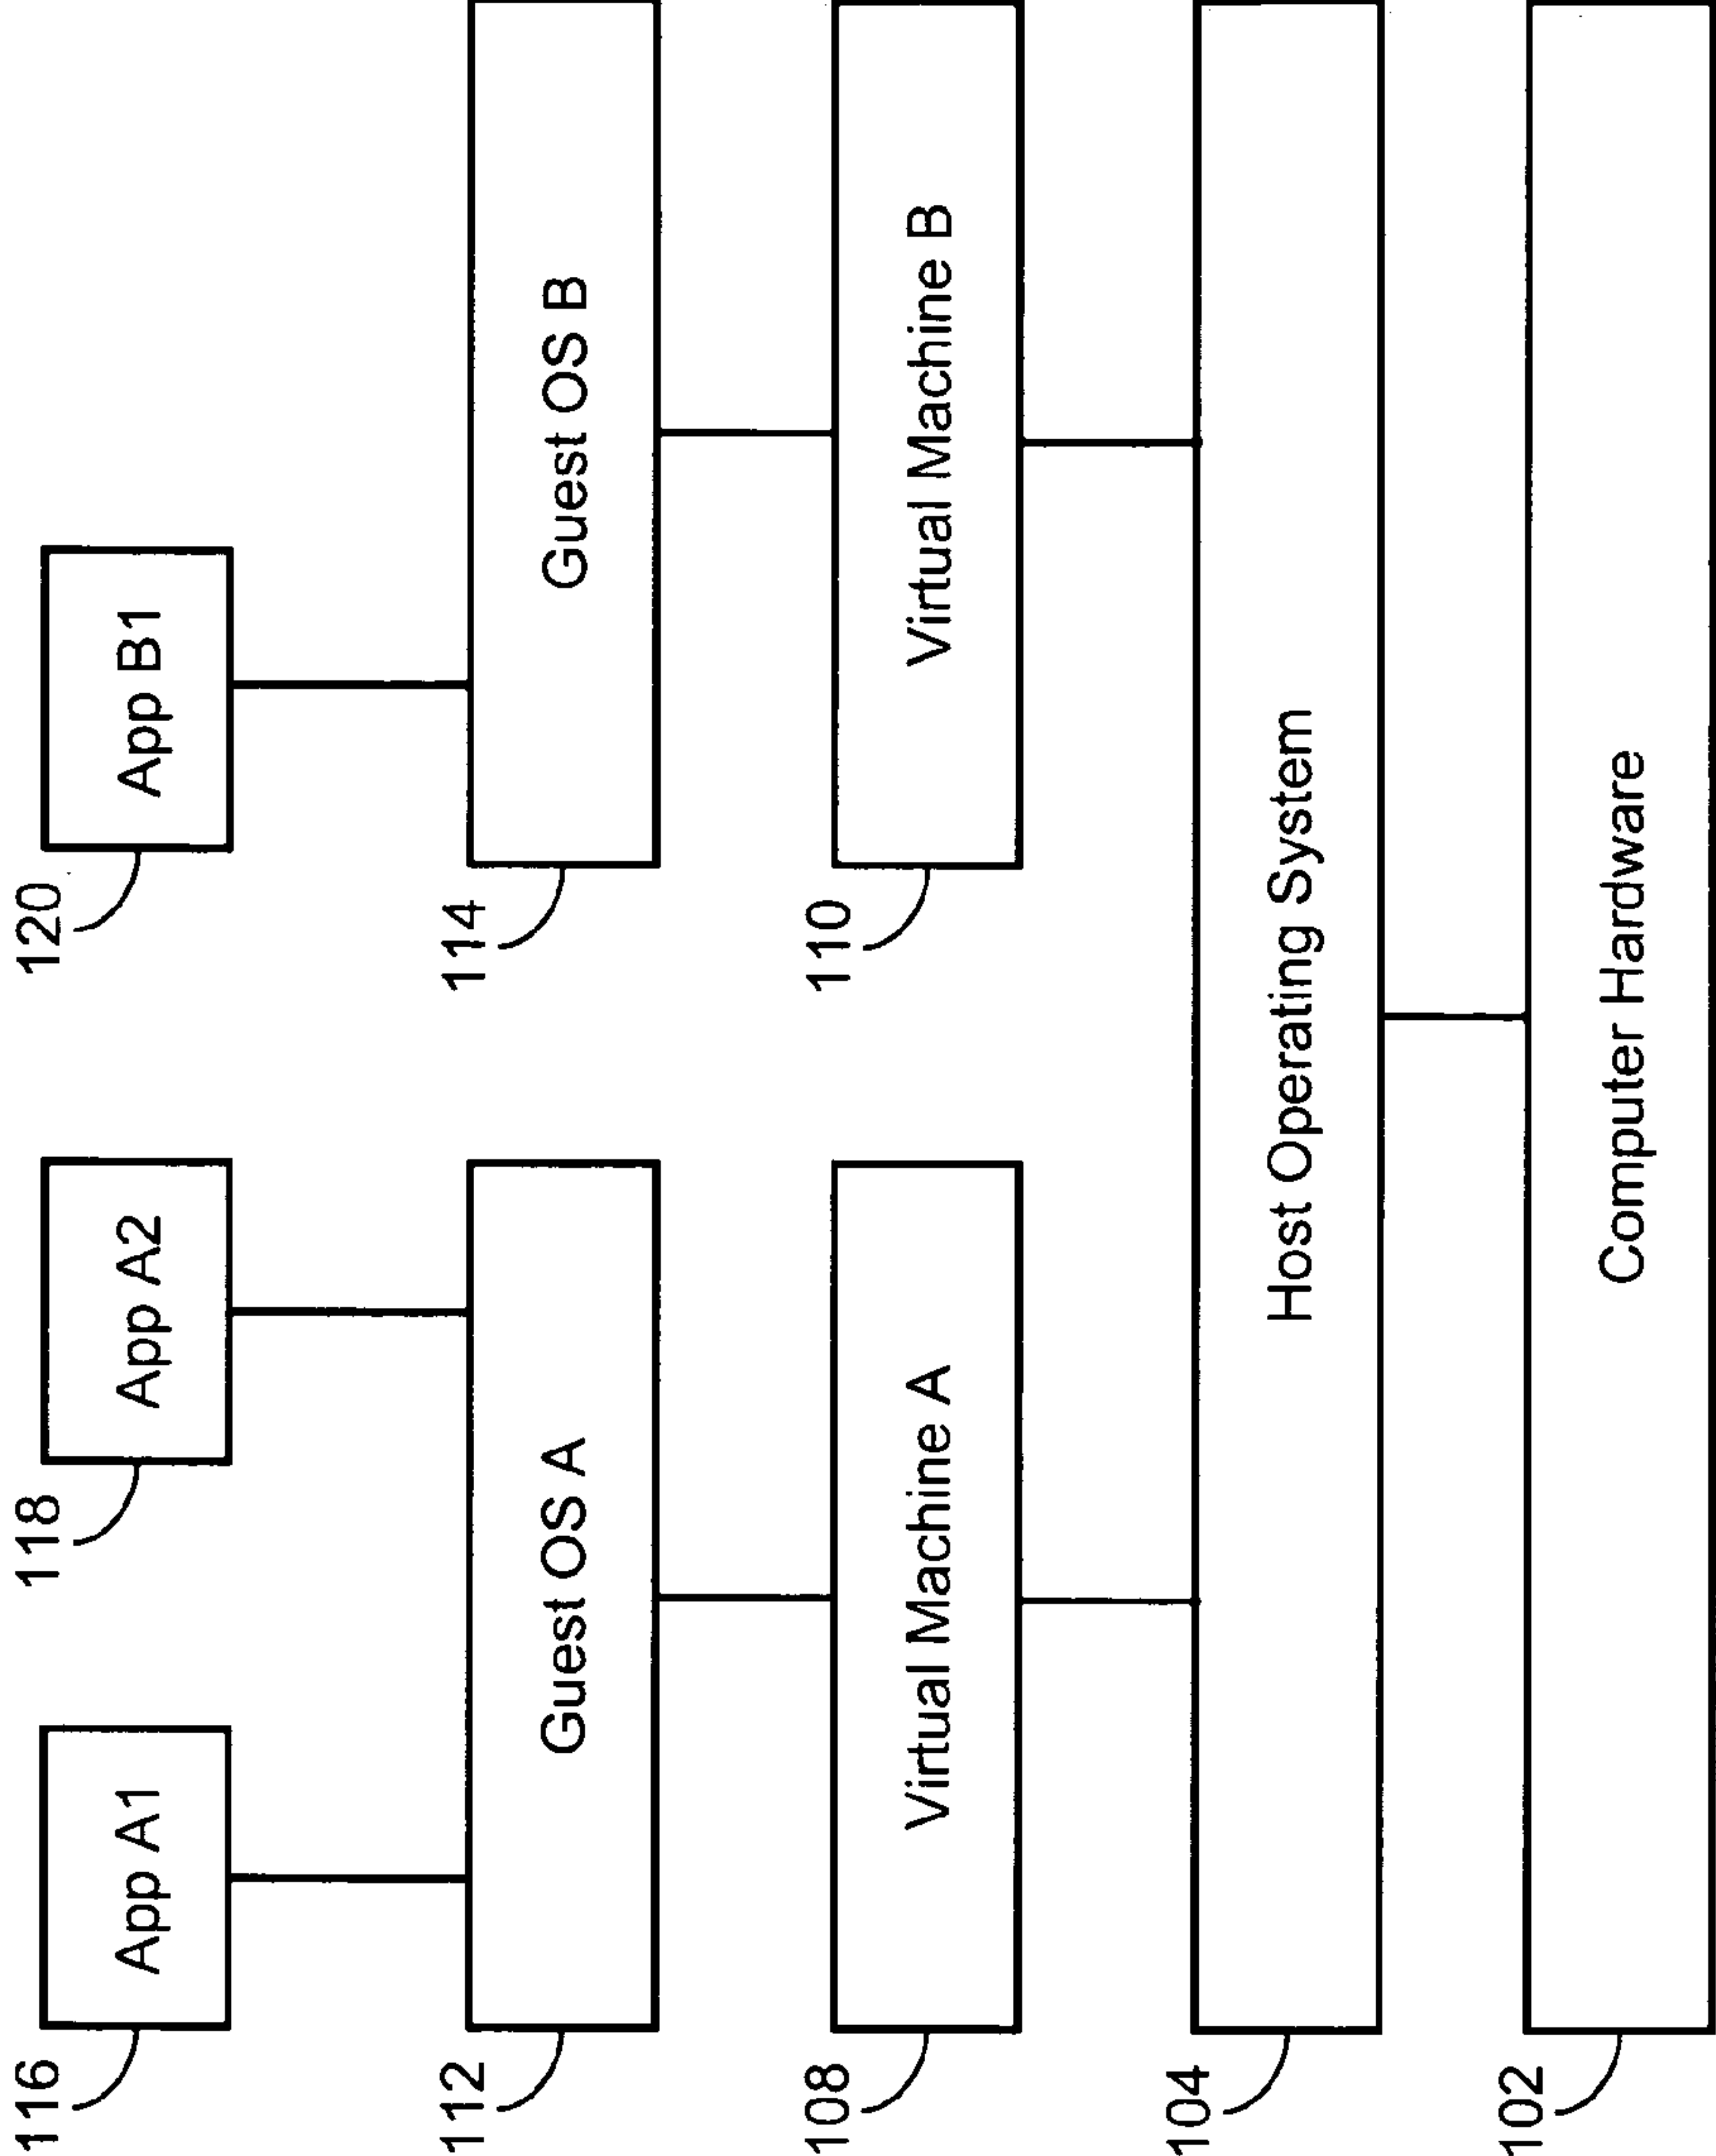 116
App A1
118
App A2
120
App B1
112
Guest OS A
114
Guest OS B
108
Virtual Machine A
110
Virtual Machine B
104
Host Operating System
102
Computer Hardware